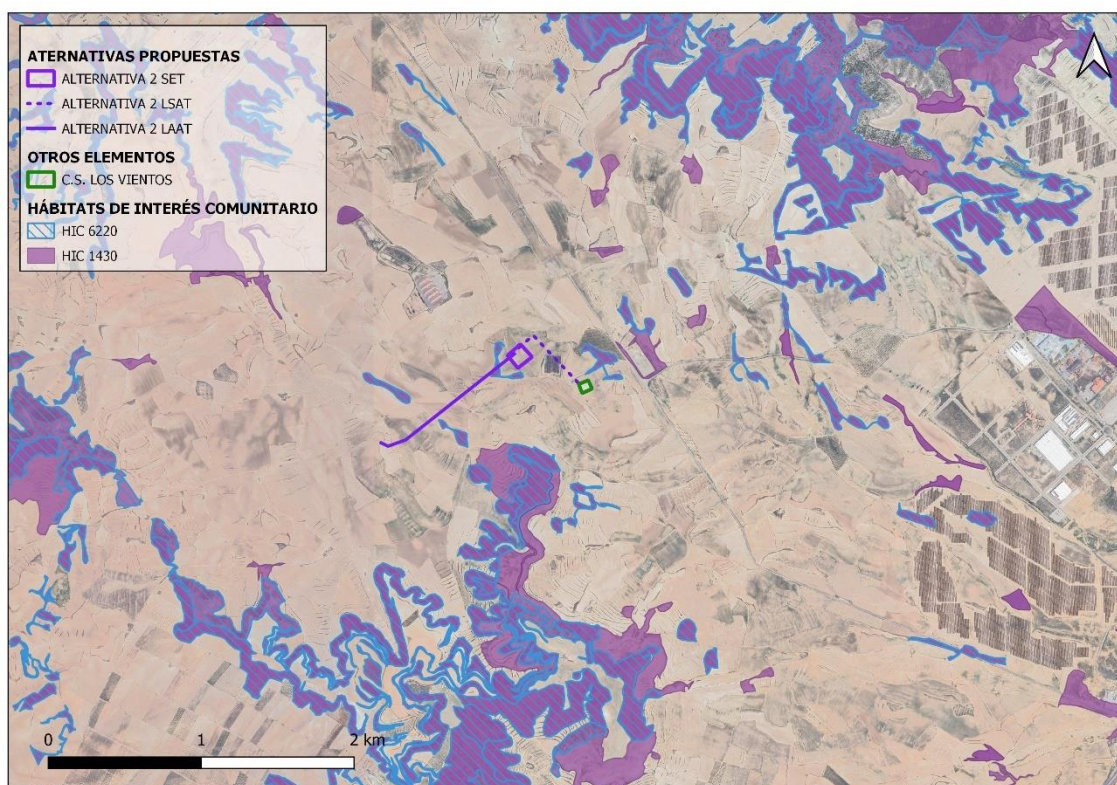 ATERNATIVAS PROPUESTAS
ALTERNATIVA 2 SET
ALTERNATIVA 2 LSAT
ALTERNATIVA 2 LAAT
OTROS ELEMENTOS
C.S. LOS VIENTOS
HÁBITATS DE INTERÉS COMUNITARIO
HIC 6220
HIC 1430
0 1 2 km